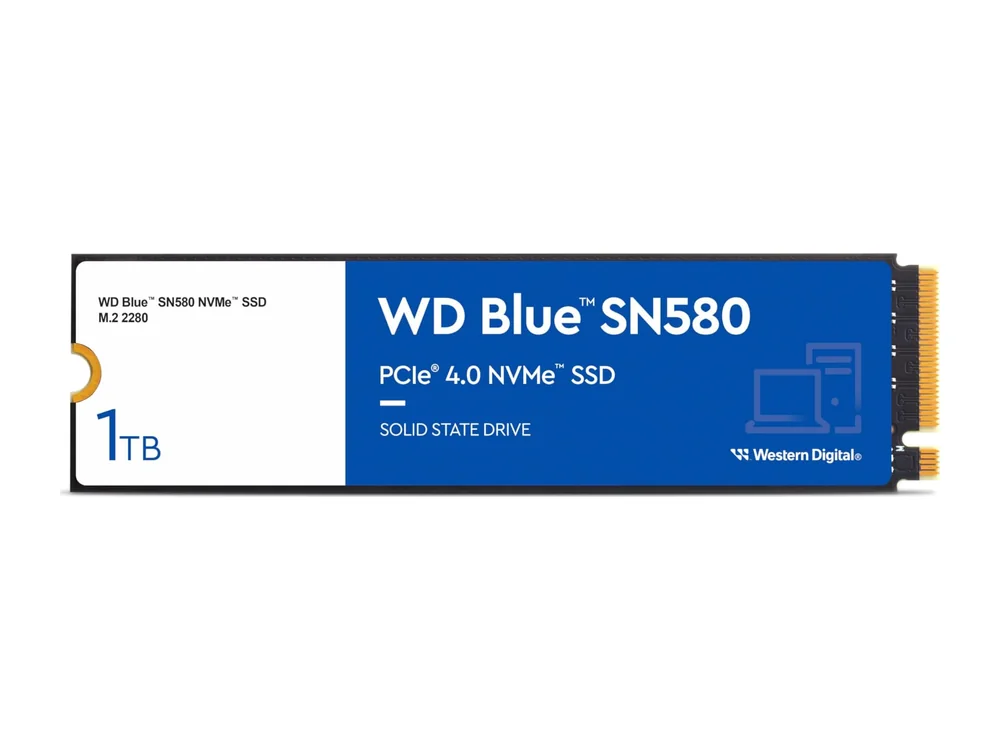 WD Blue™ SN580 NVMe™ SSD
M.2 2280
1TB
WD Blue™ SN580
PCIe® 4.0 NVMe™ SSD
SOLID STATE DRIVE
Western Digital®